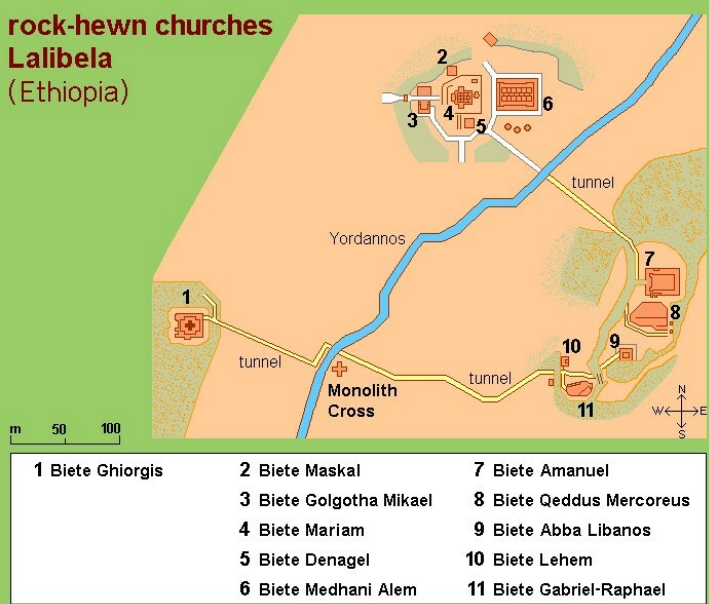 rock-hewn churches
Lalibela
(Ethiopia)
2
6
3
4
5
tunnel
Yordannos
7
1
8
10
9
tunnel
tunnel
Monolith
Cross
11
N
W E
S
m 50 100
1 Biete Ghiorgis
2 Biete Maskal
3 Biete Golgotha Mikael
4 Biete Mariam
5 Biete Denagel
6 Biete Medhani Alem
7 Biete Amanuel
8 Biete Qeddus Mercoreus
9 Biete Abba Libanos
10 Biete Lehem
11 Biete Gabriel-Raphael